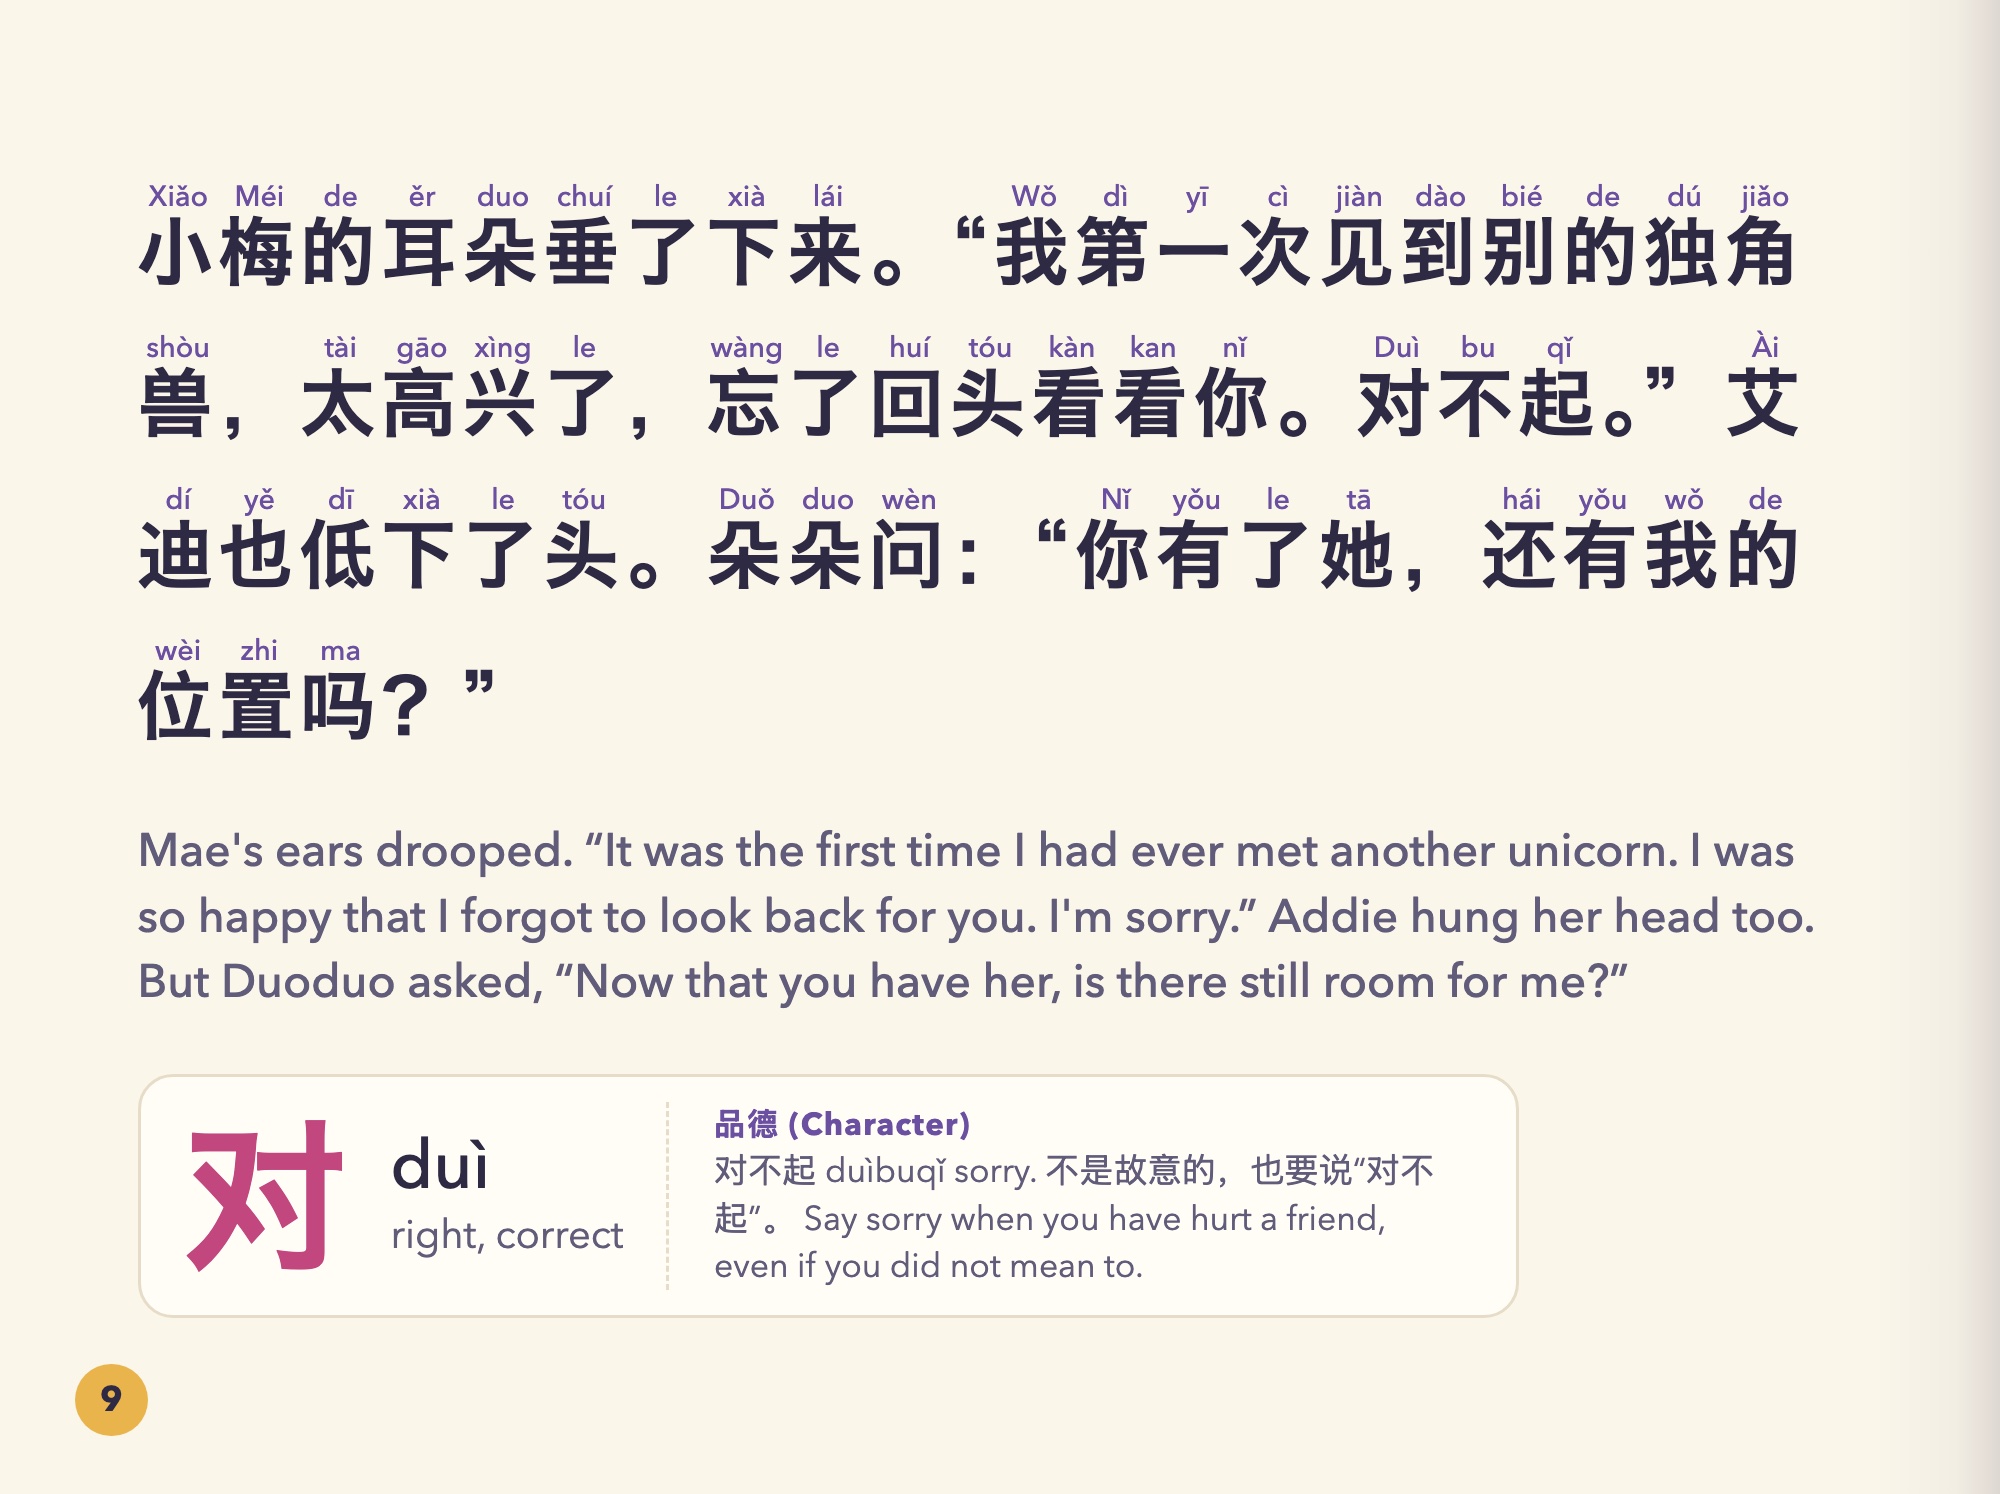 Xiǎo Méi de ěr duo chuí le xià lái Wǒ dì yī cì jiàn dào bié de dú jiǎo
小梅的耳朵垂了下来。“我第一次见到别的独角
shòu tài gāo xìng le wàng le huí tóu kàn kan nǐ Duì bu qǐ Ài
兽，太高兴了，忘了回头看看你。对不起。”艾
dí yě dī xià le tóu Duǒ duo wèn Nǐ yǒu le tā hái yǒu wǒ de
迪也低下了头。朵朵问：“你有了她，还有我的
wèi zhi ma
位置吗？”
Mae's ears drooped. “It was the first time I had ever met another unicorn. I was
so happy that I forgot to look back for you. I'm sorry.” Addie hung her head too.
But Duoduo asked, “Now that you have her, is there still room for me?”
对
duì
right, correct
品德 (Character)
对不起 duìbuqǐ sorry. 不是故意的，也要说“对不
起”。 Say sorry when you have hurt a friend,
even if you did not mean to.
9